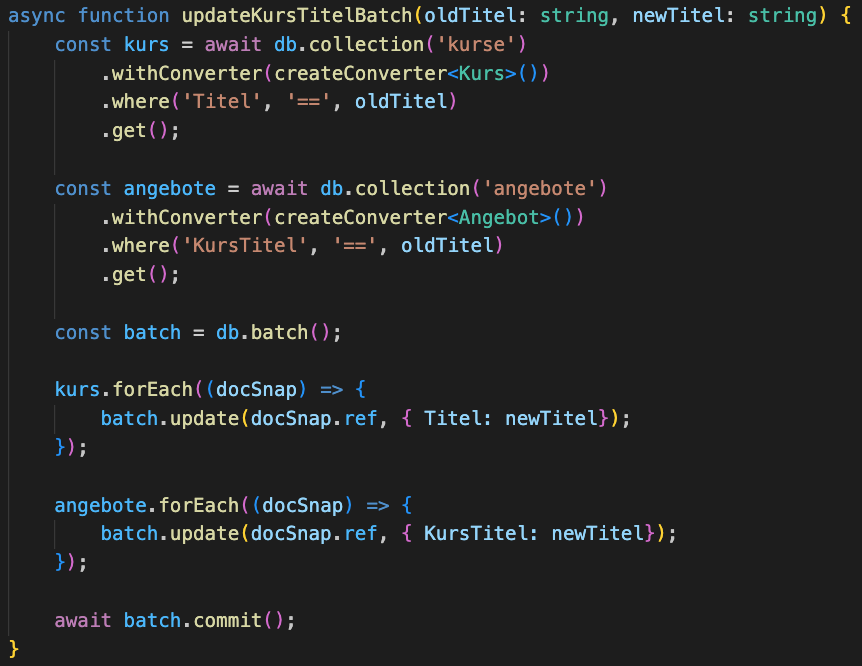 async function updateKursTitelBatch(oldTitel: string, newTitel: string) {
    const kurs = await db.collection('kurse')
        .withConverter(createConverter<Kurs>())
        .where('Titel', '==', oldTitel)
        .get();

    const angebote = await db.collection('angebote')
        .withConverter(createConverter<Angebot>())
        .where('KursTitel', '==', oldTitel)
        .get();

    const batch = db.batch();

    kurs.forEach((docSnap) => {
        batch.update(docSnap.ref, { Titel: newTitel});
    });

    angebote.forEach((docSnap) => {
        batch.update(docSnap.ref, { KursTitel: newTitel});
    });

    await batch.commit();
}